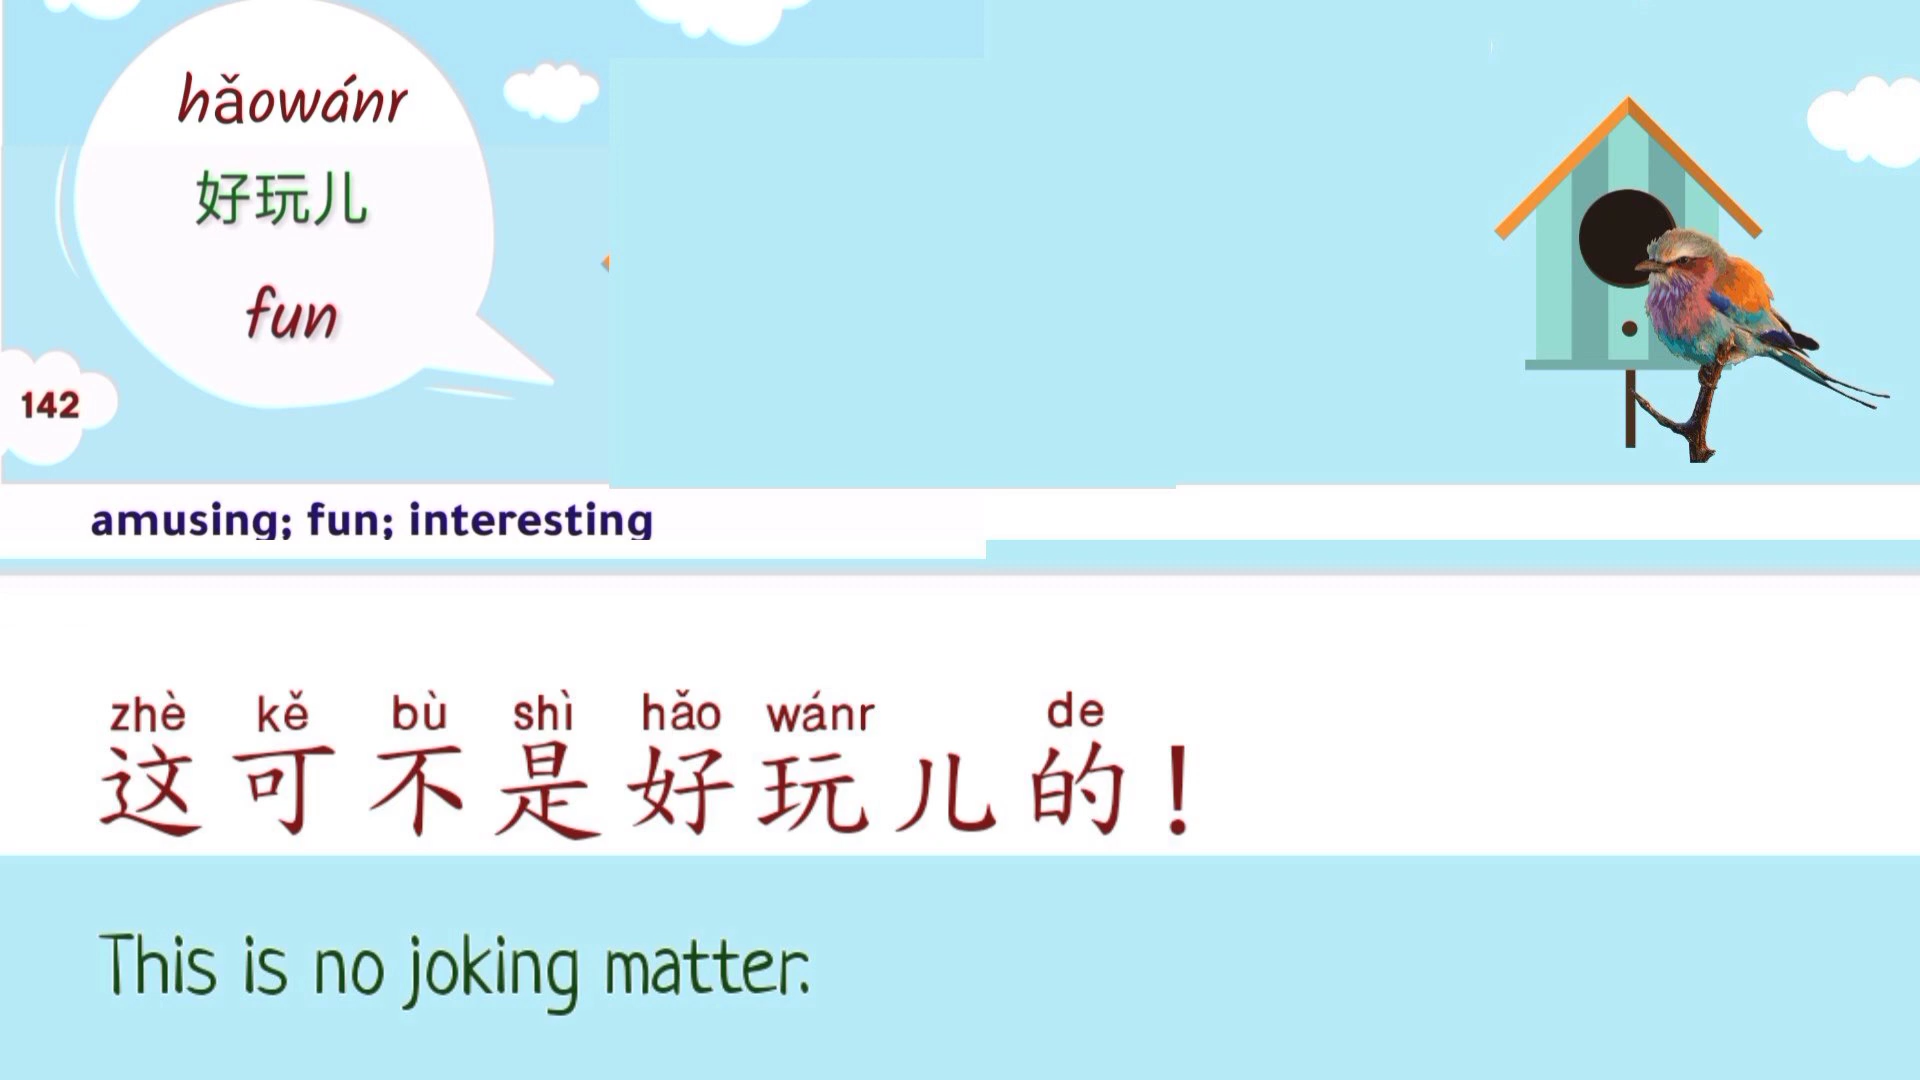 hǎowánr
好玩儿
fun
142
amusing; fun; interesting
zhè kě bù shì hǎo wánr de
这可不是好玩儿的！
This is no joking matter.